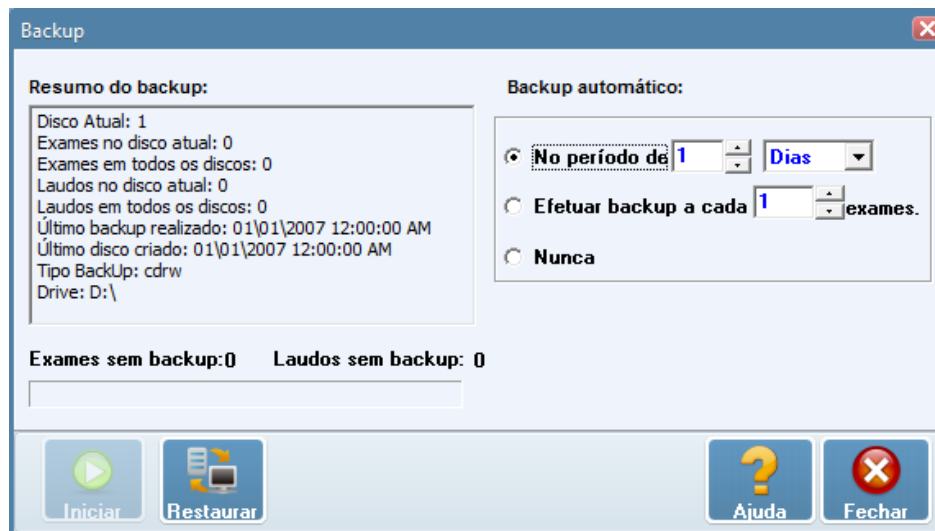 Backup
Resumo do backup:
Disco Atual: 1
Exames no disco atual: 0
Exames em todos os discos: 0
Laudos no disco atual: 0
Laudos em todos os discos: 0
Último backup realizado: 01\01\2007 12:00:00 AM
Último disco criado: 01\01\2007 12:00:00 AM
Tipo BackUp: cdrw
Drive: D:\
Exames sem backup:0 Laudos sem backup: 0
Backup automático:
No período de 1 Dias
Efetuar backup a cada 1 exames.
Nunca
Iniciar
Restaurar
Ajuda
Fechar